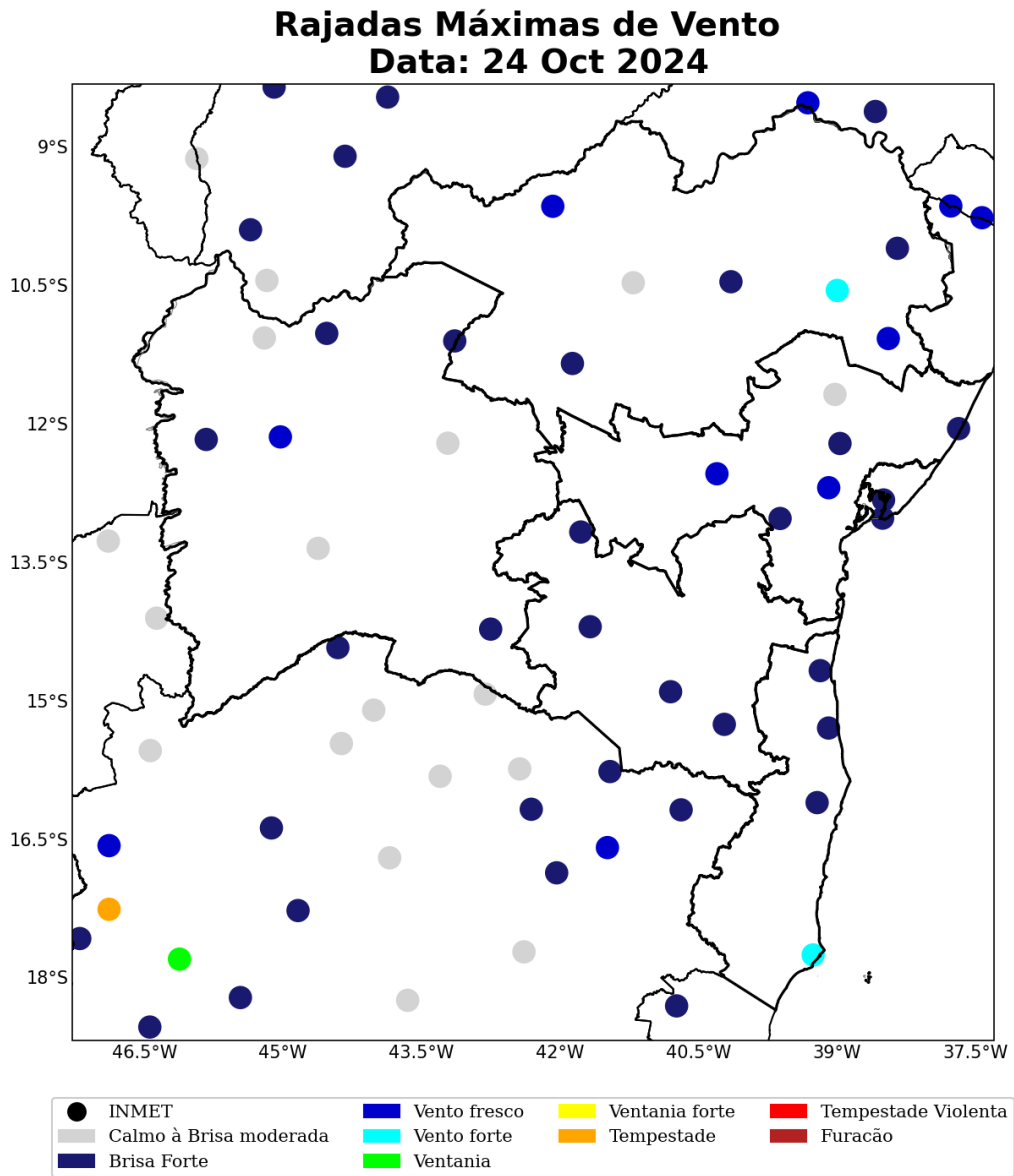 Rajadas Máximas de Vento
Data: 24 Oct 2024
9°S
10.5°S
12°S
13.5°S
15°S
16.5°S
18°S
46.5°W 45°W 43.5°W 42°W 40.5°W 39°W 37.5°W
INMET
Calmo à Brisa moderada
Brisa Forte
Vento fresco
Vento forte
Ventania
Ventania forte
Tempestade
Tempestade Violenta
Furacão